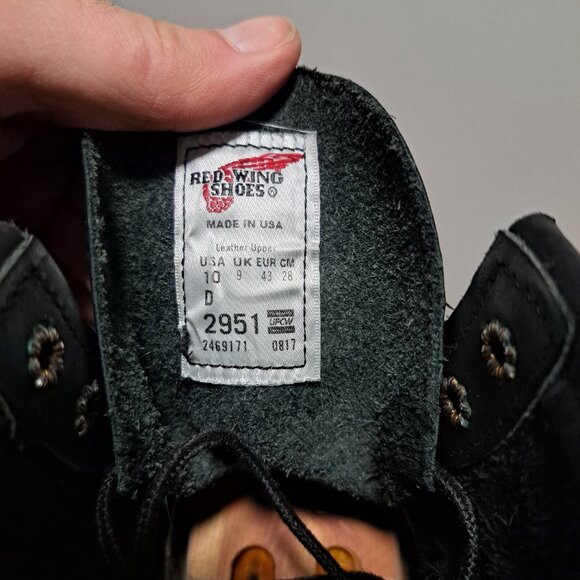 RED WING
SHOES®
MADE IN USA
Leather Upper
USA UK EUR CM
10 9 43 28
D
2951 UFCW
2469171 0817